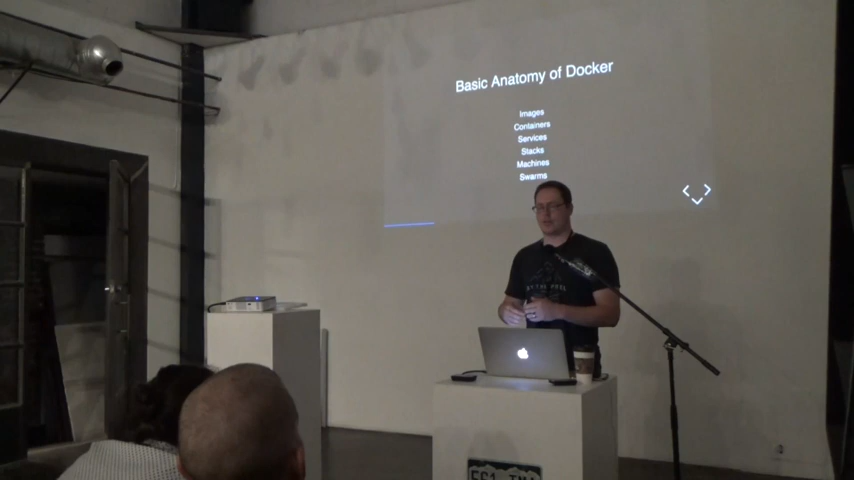 Basic Anatomy of Docker
Images
Containers
Services
Stacks
Machines
Swarms